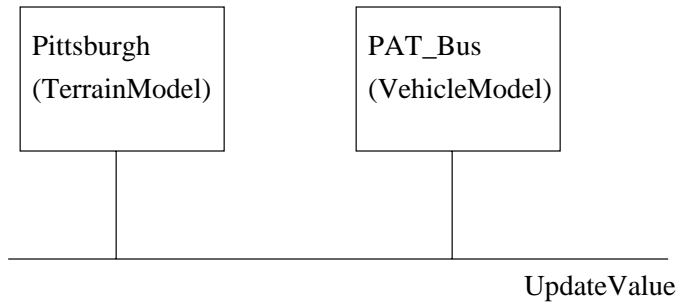 Pittsburgh
(TerrainModel)
PAT_Bus
(VehicleModel)
UpdateValue